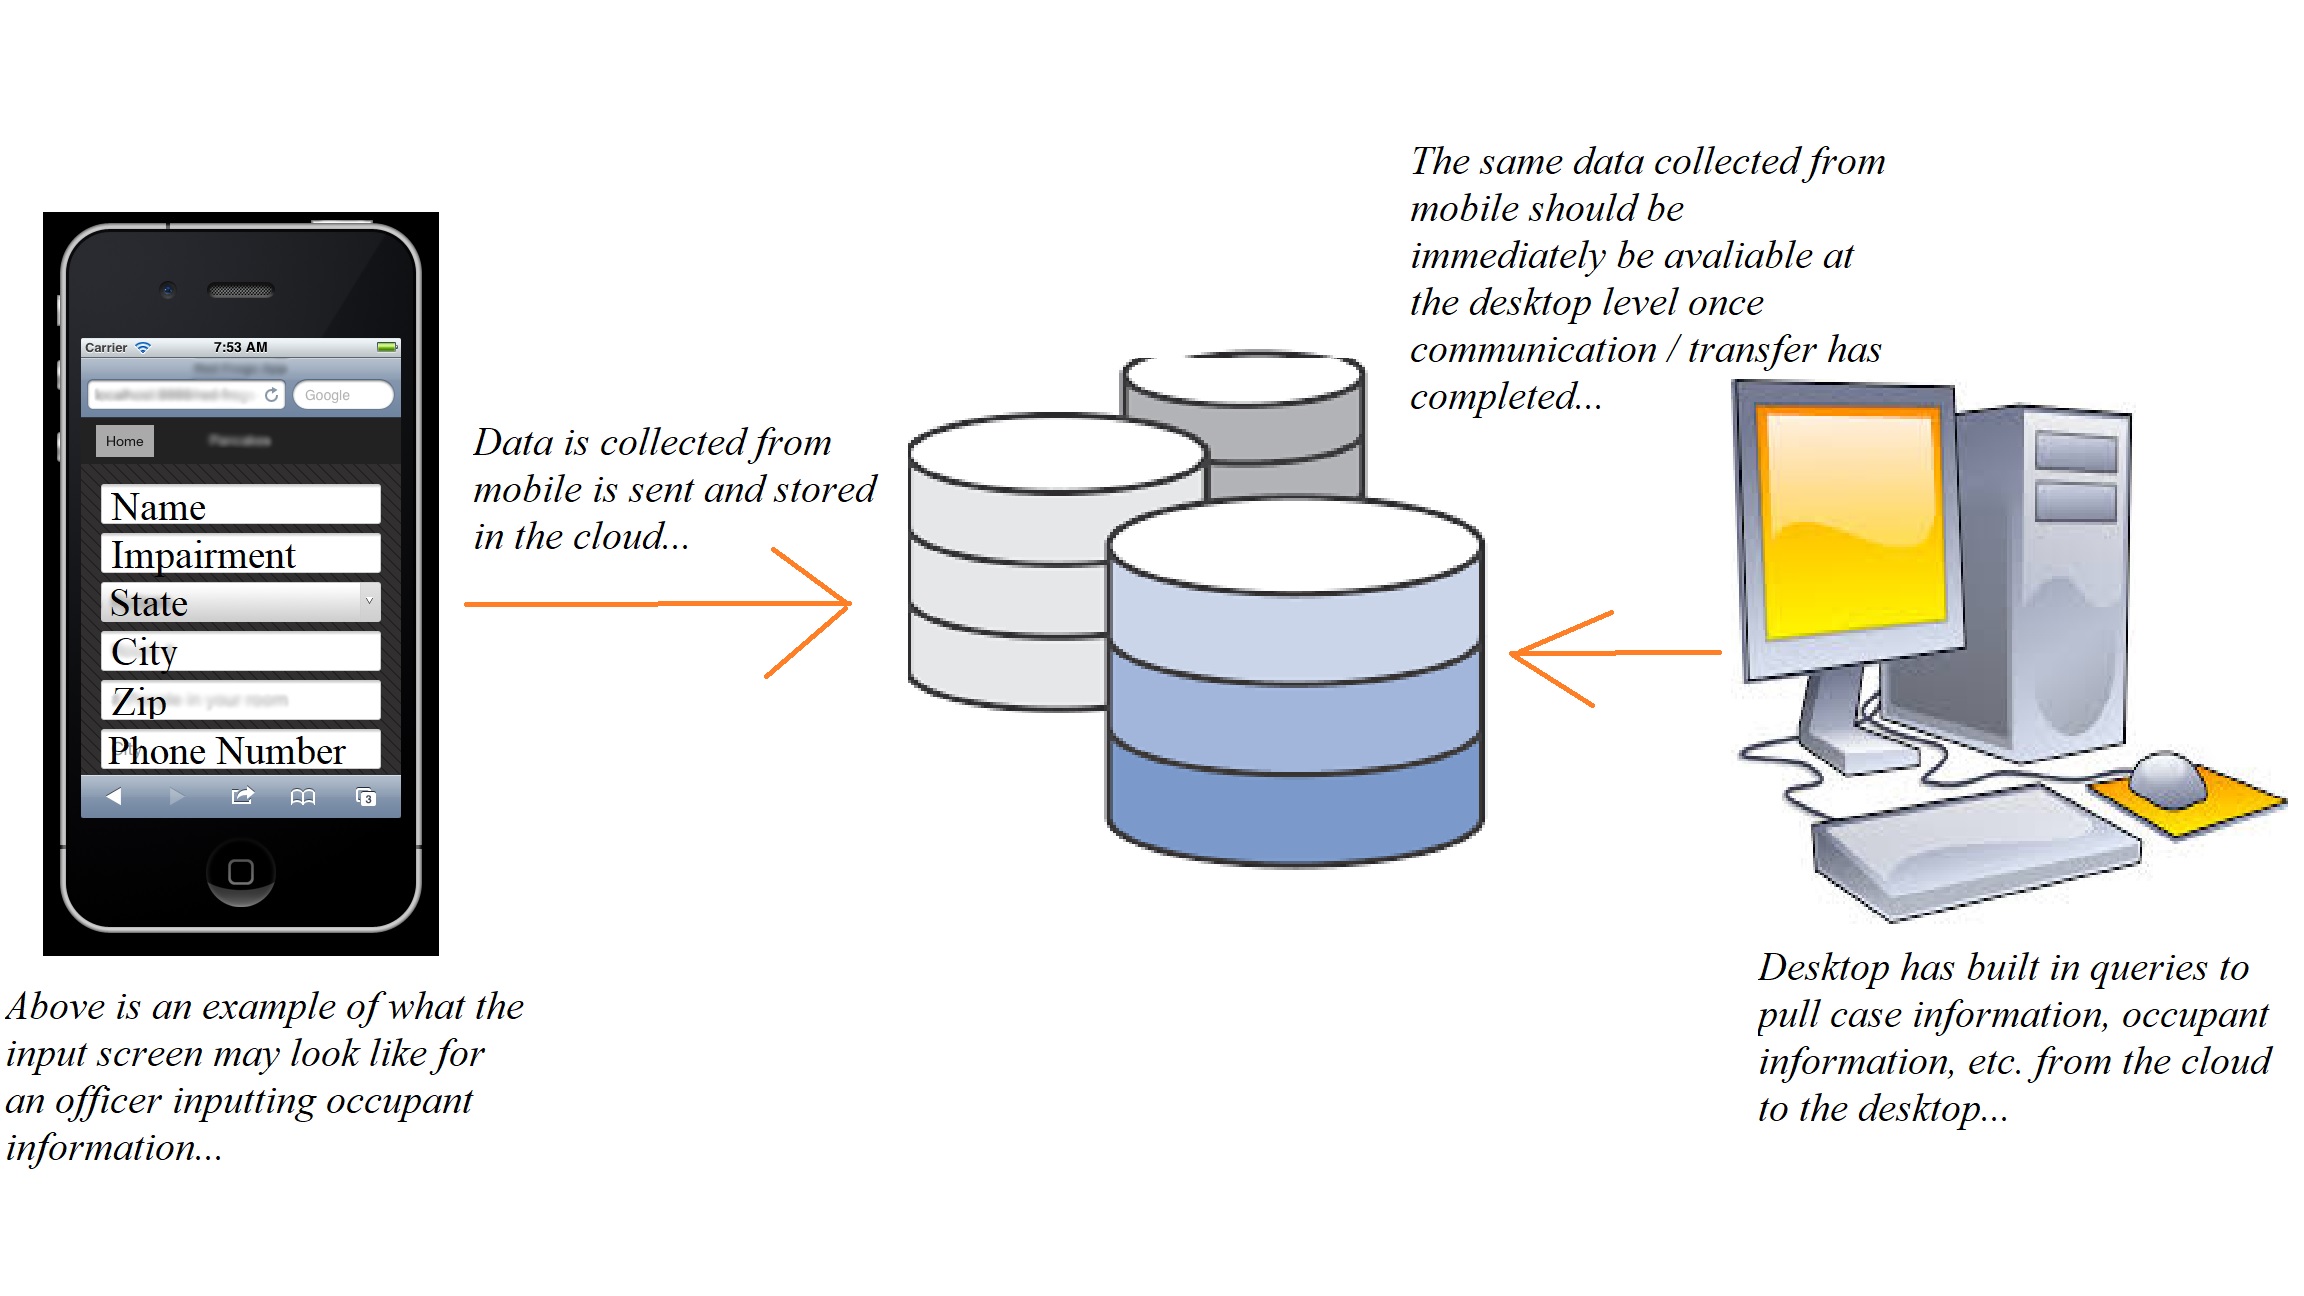 The same data collected from
mobile should be
immediately be avaliable at
the desktop level once
communication / transfer has
completed...
Carrier 7:53 AM
Google
Home
Name
Impairment
State
City
Zip
Phone Number
3
Data is collected from
mobile is sent and stored
in the cloud...
Above is an example of what the
input screen may look like for
an officer inputting occupant
information...
Desktop has built in queries to
pull case information, occupant
information, etc. from the cloud
to the desktop...